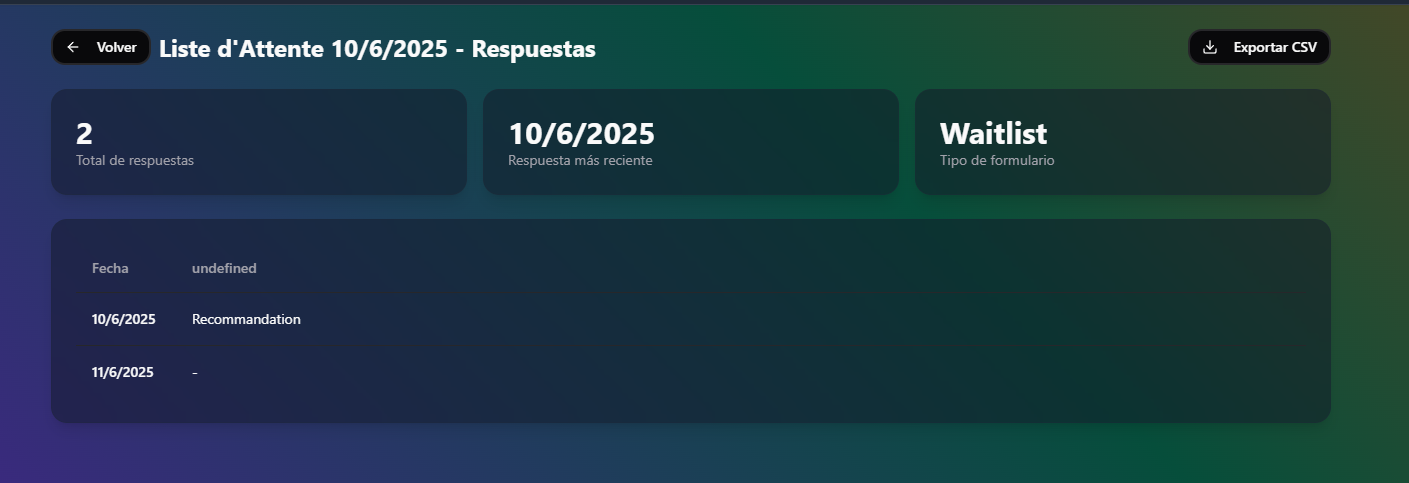 Volver
Liste d'Attente 10/6/2025 - Respuestas
Exportar CSV
2
Total de respuestas
10/6/2025
Respuesta más reciente
Waitlist
Tipo de formulario
Fecha undefined
10/6/2025 Recommandation
11/6/2025 -